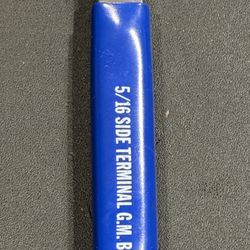 5/16 SIDE TERMINAL G.M. B